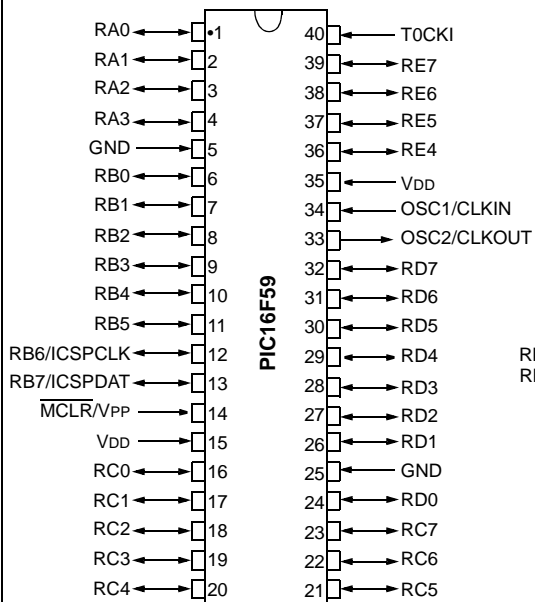 RA0 •1 40 T0CKI
RA1 2 39 RE7
RA2 3 38 RE6
RA3 4 37 RE5
GND 5 36 RE4
RB0 6 35 VDD
RB1 7 34 OSC1/CLKIN
RB2 8 33 OSC2/CLKOUT
RB3 9 32 RD7
RB4 10 31 RD6
RB5 11 30 RD5
RB6/ICSPCLK 12 29 RD4
RB7/ICSPDAT 13 28 RD3
MCLR/VPP 14 27 RD2
VDD 15 26 RD1
RC0 16 25 GND
RC1 17 24 RD0
RC2 18 23 RC7
RC3 19 22 RC6
RC4 20 21 RC5
PIC16F59